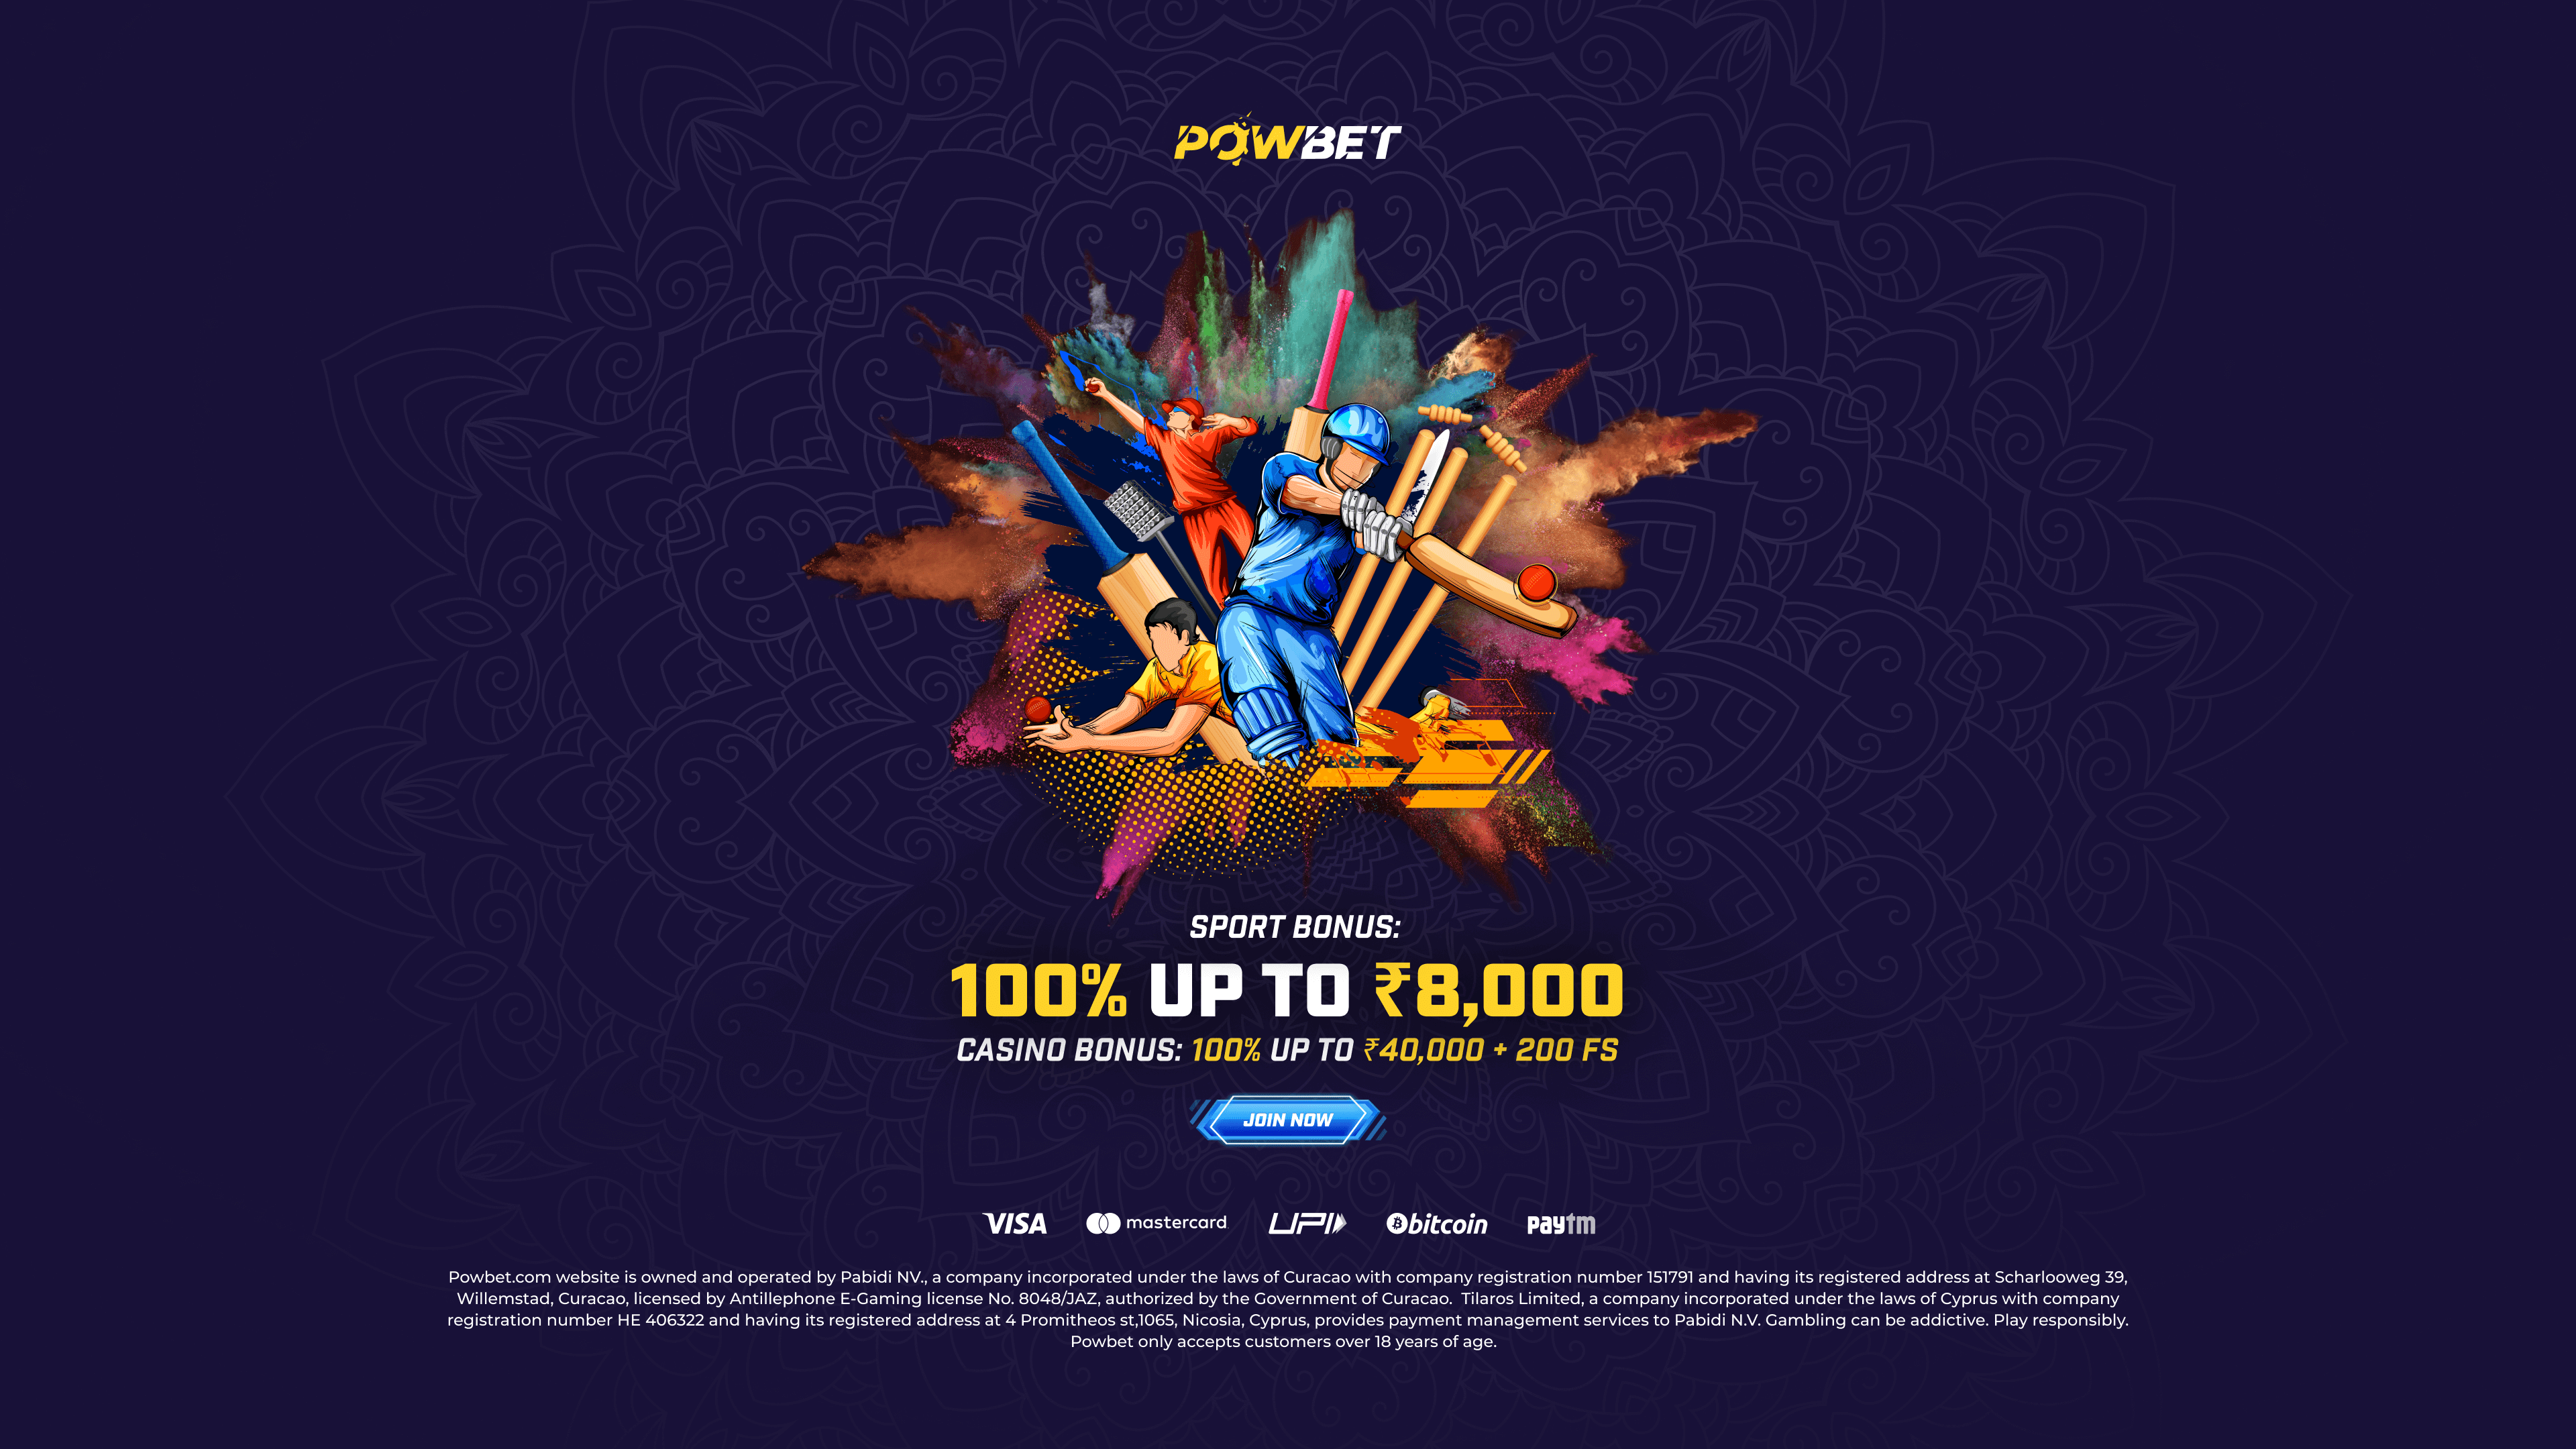 POWBET
SPORT BONUS:
100% UP TO ₹8,000
CASINO BONUS: 100% UP TO ₹40,000 + 200 FS
JOIN NOW
VISA mastercard UPI bitcoin paytm
Powbet.com website is owned and operated by Pabidi NV., a company incorporated under the laws of Curacao with company registration number 151791 and having its registered address at Scharlooweg 39,
Willemstad, Curacao, licensed by Antillephone E-Gaming license No. 8048/JAZ, authorized by the Government of Curacao.  Tilaros Limited, a company incorporated under the laws of Cyprus with company
registration number HE 406322 and having its registered address at 4 Promitheos st,1065, Nicosia, Cyprus, provides payment management services to Pabidi N.V. Gambling can be addictive. Play responsibly.
Powbet only accepts customers over 18 years of age.